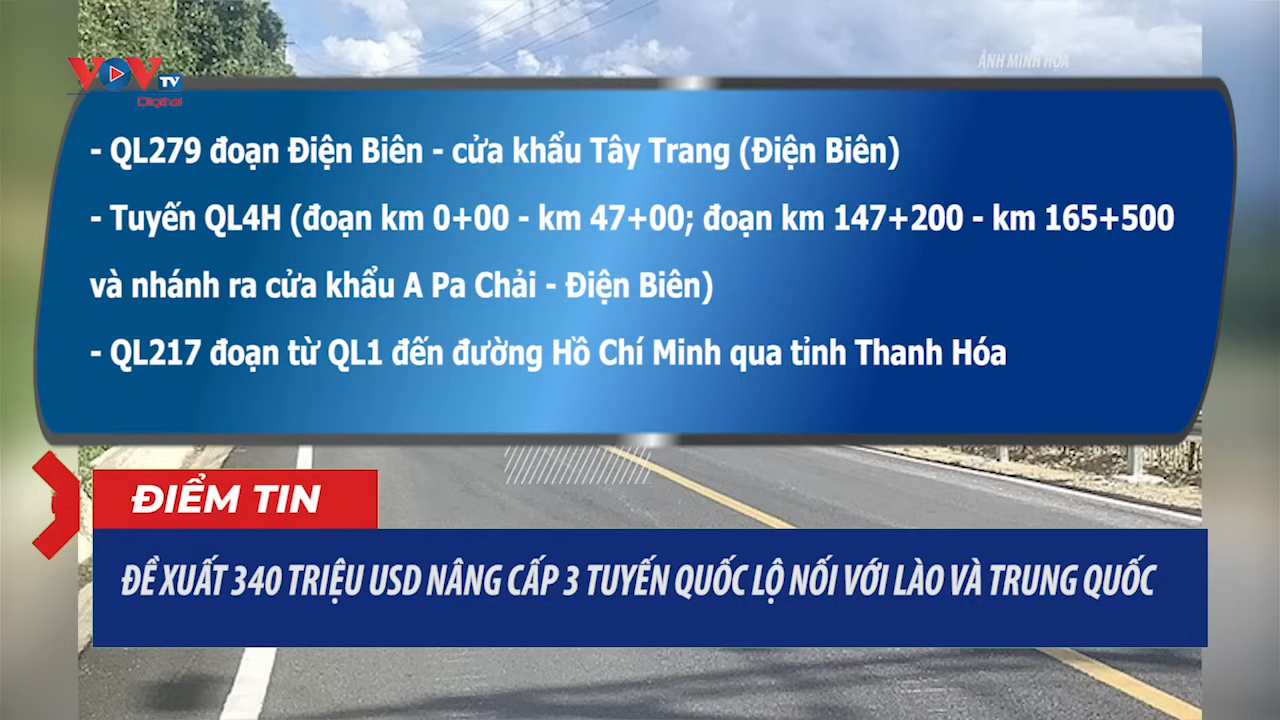 VOV TV
Digital
ẢNH MINH HỌA
- QL279 đoạn Điện Biên - cửa khẩu Tây Trang (Điện Biên)
- Tuyến QL4H (đoạn km 0+00 - km 47+00; đoạn km 147+200 - km 165+500
và nhánh ra cửa khẩu A Pa Chải - Điện Biên)
- QL217 đoạn từ QL1 đến đường Hồ Chí Minh qua tỉnh Thanh Hóa
ĐIỂM TIN
ĐỀ XUẤT 340 TRIỆU USD NÂNG CẤP 3 TUYẾN QUỐC LỘ NỐI VỚI LÀO VÀ TRUNG QUỐC